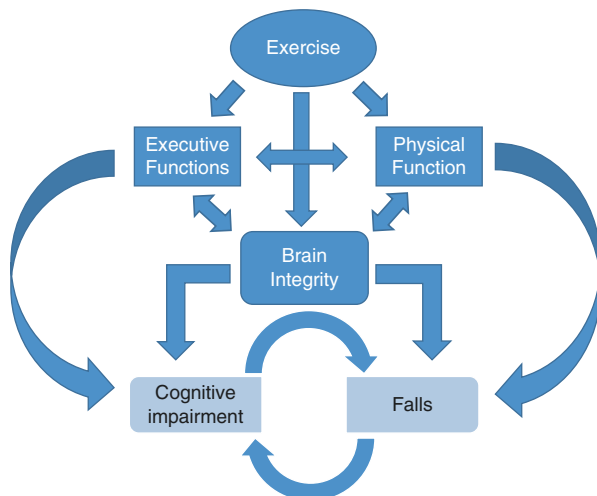 Exercise
Executive
Functions
Physical
Function
Brain
Integrity
Cognitive
impairment
Falls